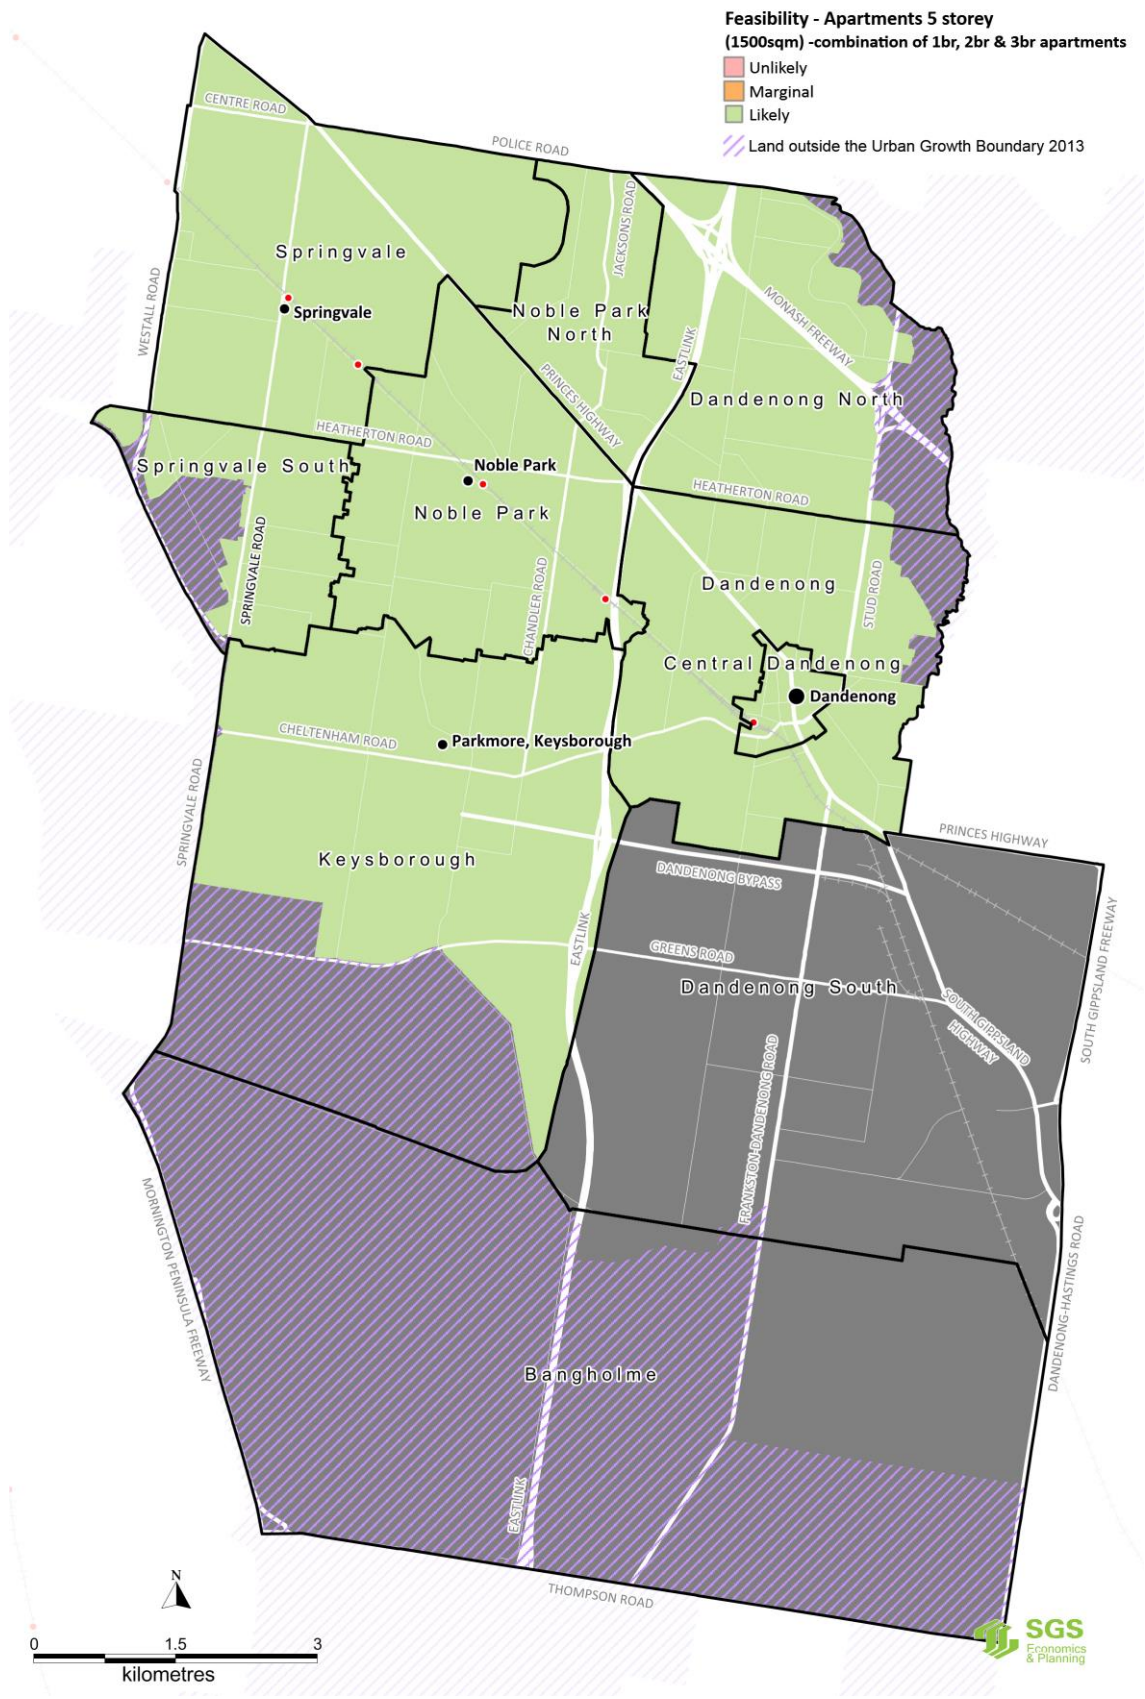 Feasibility - Apartments 5 storey
(1500sqm) -combination of 1br, 2br & 3br apartments
Unlikely
Marginal
Likely
Land outside the Urban Growth Boundary 2013
CENTRE ROAD
POLICE ROAD
JACKSONS ROAD
Springvale
Springvale
WESTALL ROAD
Noble Park
North
EASTLINK
MONASH FREEWAY
PRINCES HIGHWAY
Dandenong North
HEATHERTON ROAD
Springvale South
Noble Park
HEATHERTON ROAD
Noble Park
SPRINGVALE ROAD
CHANDLER ROAD
Dandenong
STUD ROAD
Central Dandenong
Dandenong
CHELTENHAM ROAD
Parkmore, Keysborough
SPRINGVALE ROAD
Keysborough
PRINCES HIGHWAY
DANDENONG BYPASS
EASTLINK
GREENS ROAD
Dandenong South
SOUTH GIPPSLAND FREEWAY
SOUTH GIPPSLAND
HIGHWAY
FRANKSTON-DANDENONG ROAD
MORNINGTON PENINSULA FREEWAY
DANDENONG-HASTINGS ROAD
Bangholme
EASTLINK
THOMPSON ROAD
N
0 1.5 3
kilometres
SGS
Economics
& Planning